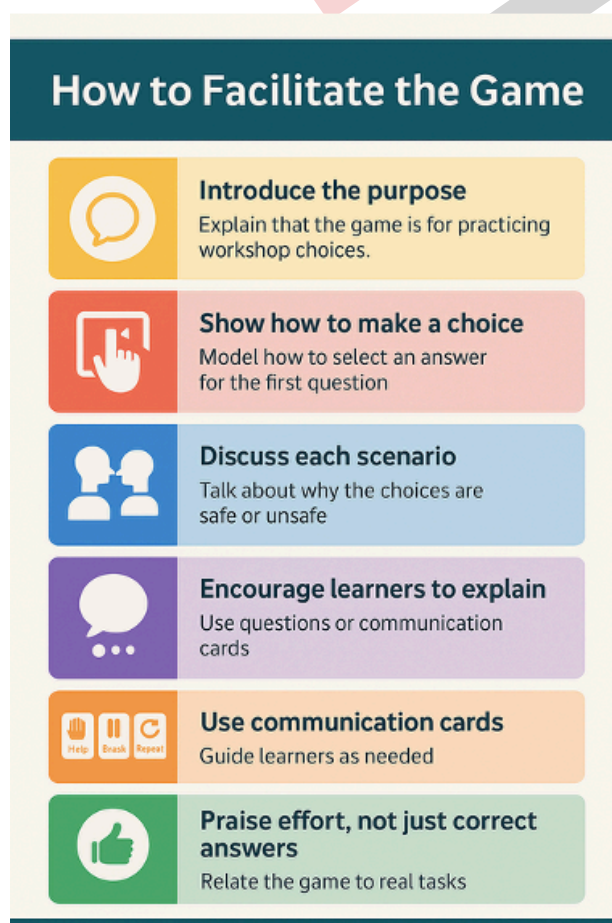 How to Facilitate the Game
Introduce the purpose
Explain that the game is for practicing
workshop choices.
Show how to make a choice
Model how to select an answer
for the first question
Discuss each scenario
Talk about why the choices are
safe or unsafe
Encourage learners to explain
Use questions or communication
cards
Help Brask Repeat
Use communication cards
Guide learners as needed
Praise effort, not just correct
answers
Relate the game to real tasks